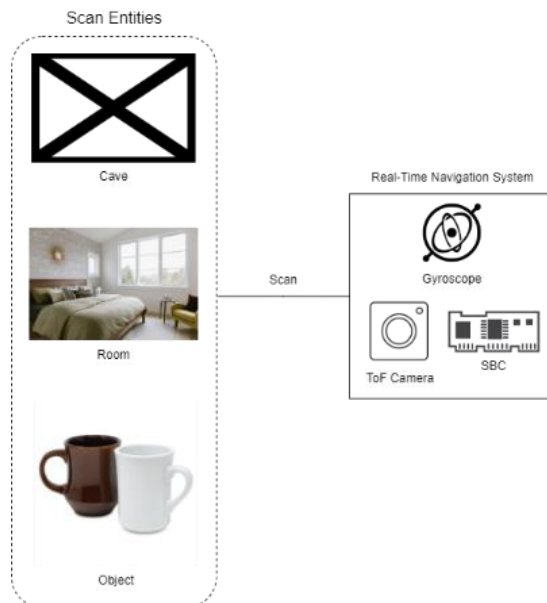 Scan Entities
Cave
Room
Object
Scan
Real-Time Navigation System
Gyroscope
ToF Camera
SBC